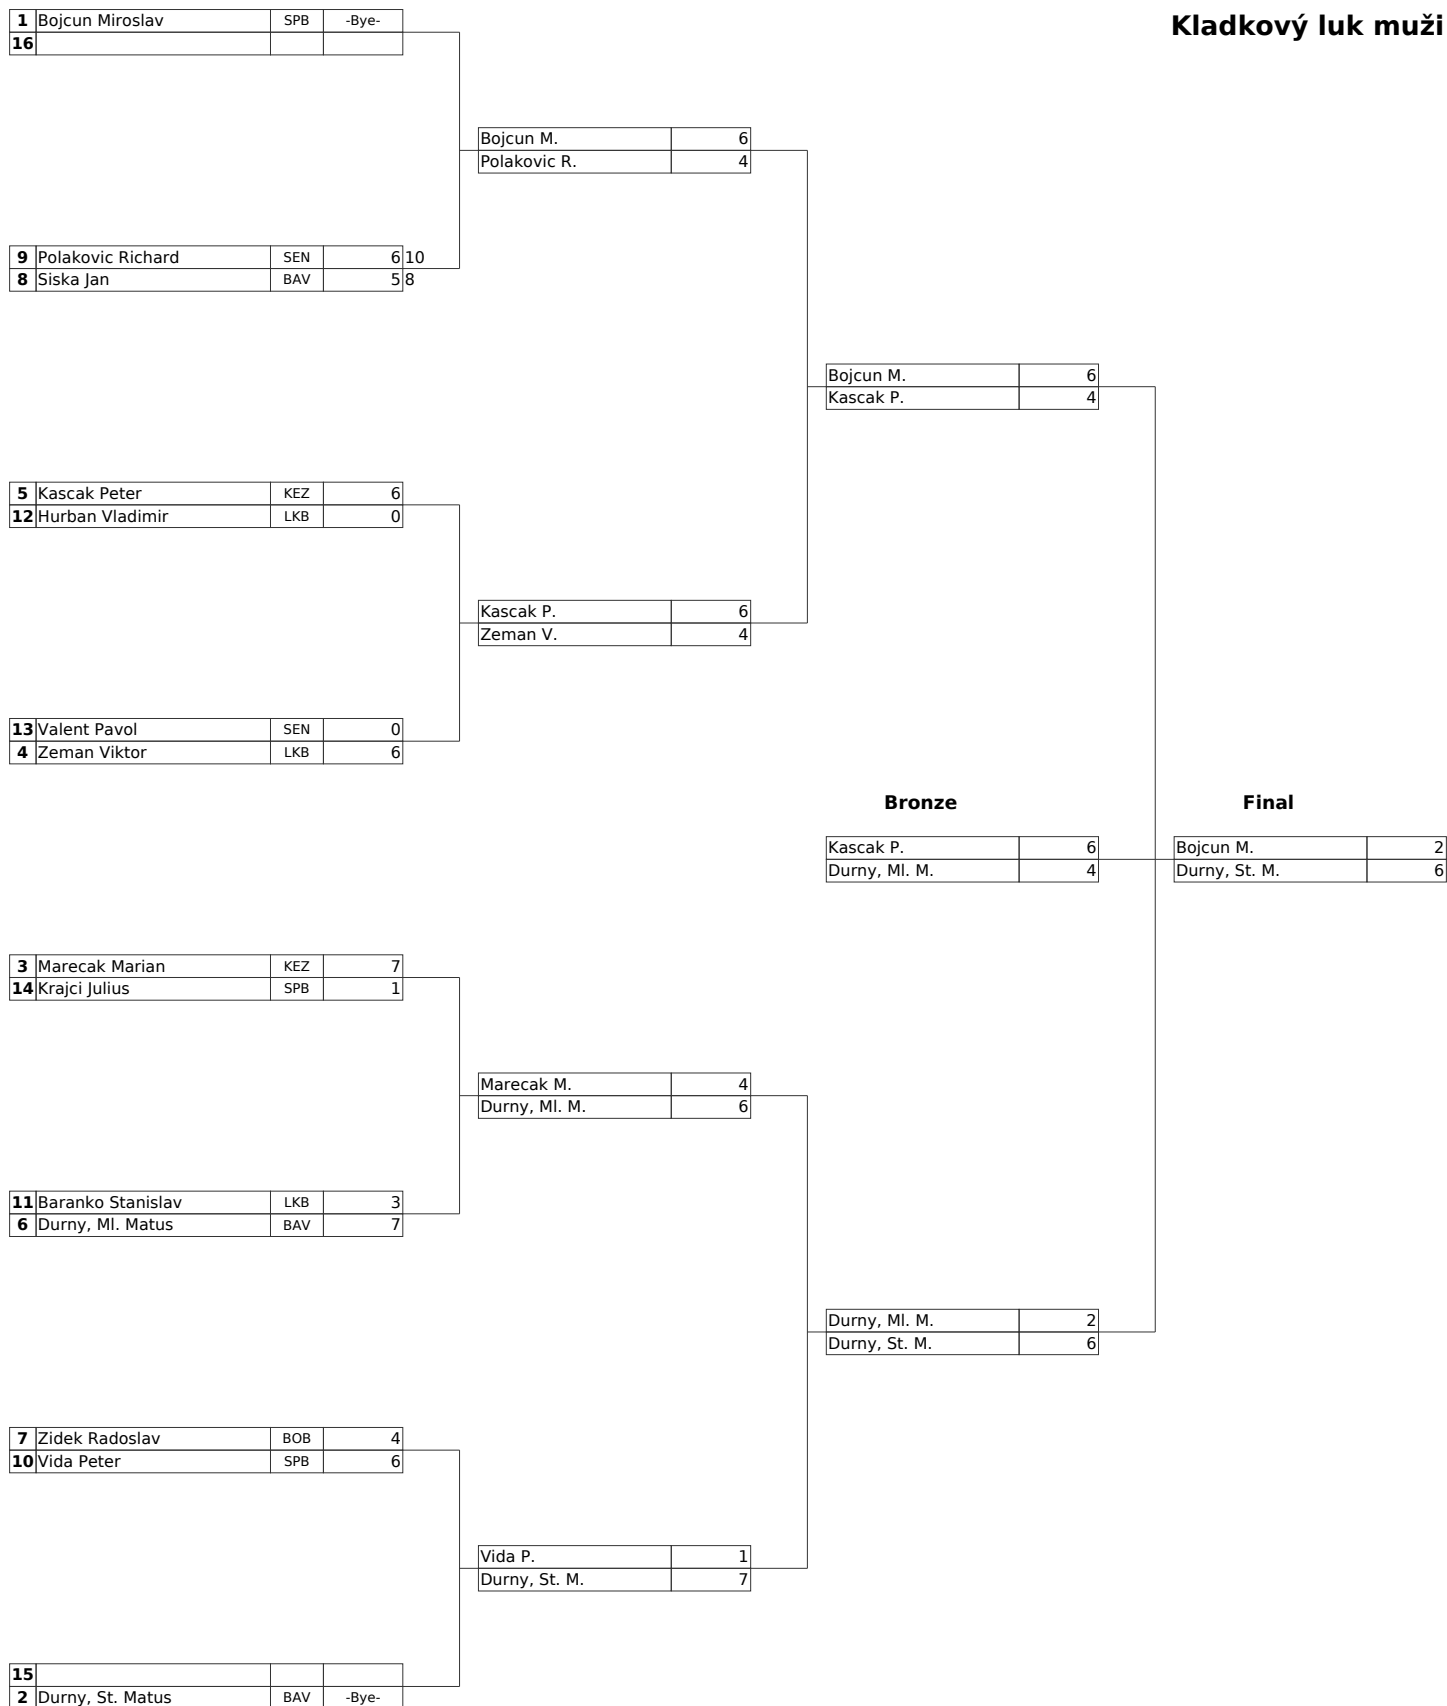 Kladkový luk muži
1 Bojcun Miroslav SPB -Bye-
16
Bojcun M. 6
Polakovic R. 4
9 Polakovic Richard SEN 6 10
8 Siska Jan BAV 5 8
Bojcun M. 6
Kascak P. 4
5 Kascak Peter KEZ 6
12 Hurban Vladimir LKB 0
Kascak P. 6
Zeman V. 4
13 Valent Pavol SEN 0
4 Zeman Viktor LKB 6
Bronze Final
Kascak P. 6 Bojcun M. 2
Durny, Ml. M. 4 Durny, St. M. 6
3 Marecak Marian KEZ 7
14 Krajci Julius SPB 1
Marecak M. 4
Durny, Ml. M. 6
11 Baranko Stanislav LKB 3
6 Durny, Ml. Matus BAV 7
Durny, Ml. M. 2
Durny, St. M. 6
7 Zidek Radoslav BOB 4
10 Vida Peter SPB 6
Vida P. 1
Durny, St. M. 7
15
2 Durny, St. Matus BAV -Bye-